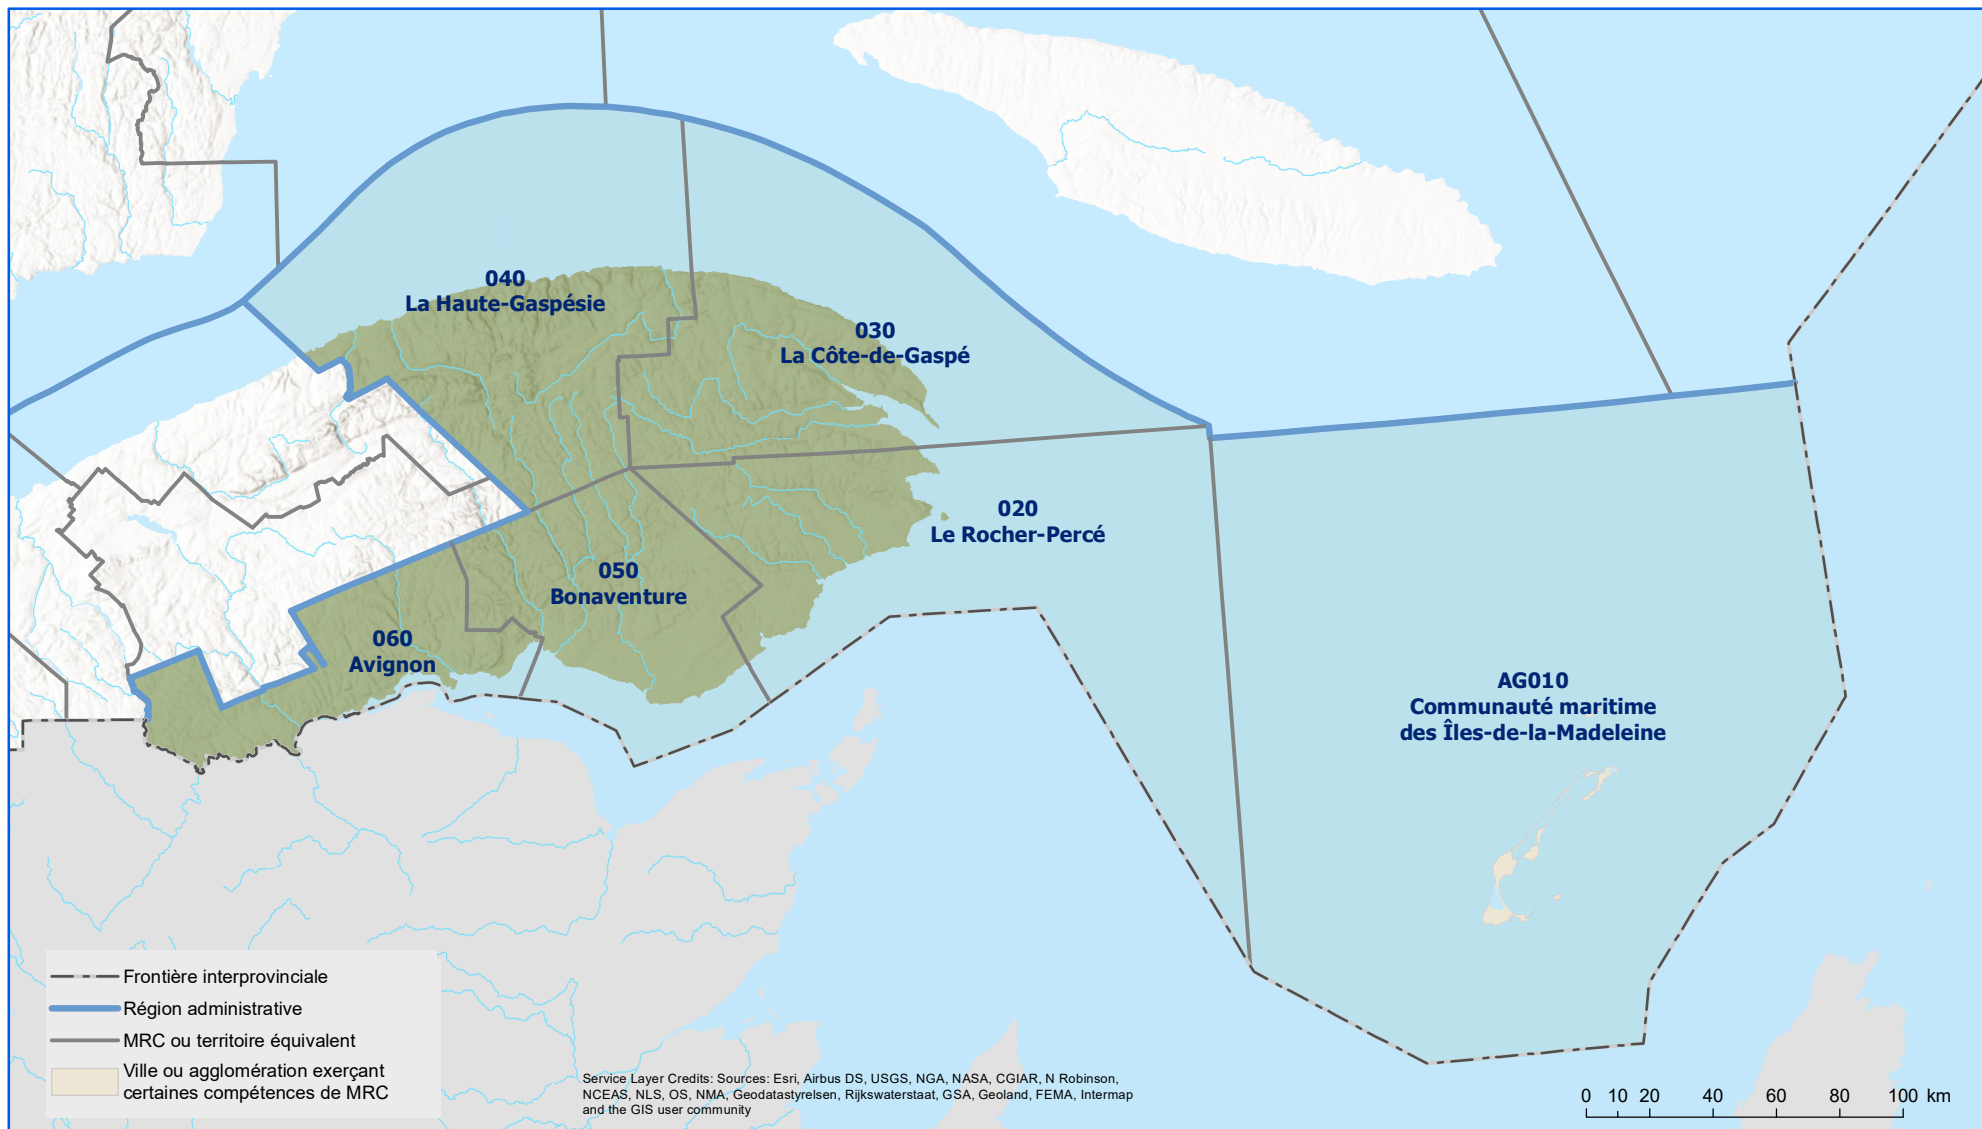 040
La Haute-Gaspésie
030
La Côte-de-Gaspé
020
Le Rocher-Percé
050
Bonaventure
060
Avignon
AG010
Communauté maritime
des Îles-de-la-Madeleine
Frontière interprovinciale
Région administrative
MRC ou territoire équivalent
Ville ou agglomération exerçant
certaines compétences de MRC
Service Layer Credits: Sources: Esri, Airbus DS, USGS, NGA, NASA, CGIAR, N Robinson,
NCEAS, NLS, OS, NMA, Geodatastyrelsen, Rijkswaterstaat, GSA, Geoland, FEMA, Intermap
and the GIS user community
0 10 20 40 60 80 100 km